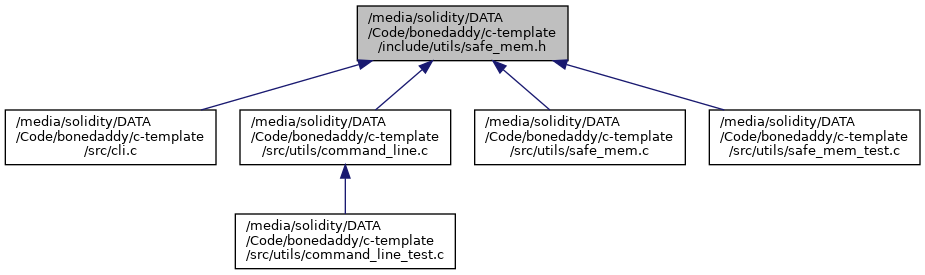 /media/solidity/DATA
/Code/bonedaddy/c-template
/include/utils/safe_mem.h
/media/solidity/DATA
/Code/bonedaddy/c-template
/src/cli.c
/media/solidity/DATA
/Code/bonedaddy/c-template
/src/utils/command_line.c
/media/solidity/DATA
/Code/bonedaddy/c-template
/src/utils/safe_mem.c
/media/solidity/DATA
/Code/bonedaddy/c-template
/src/utils/safe_mem_test.c
/media/solidity/DATA
/Code/bonedaddy/c-template
/src/utils/command_line_test.c